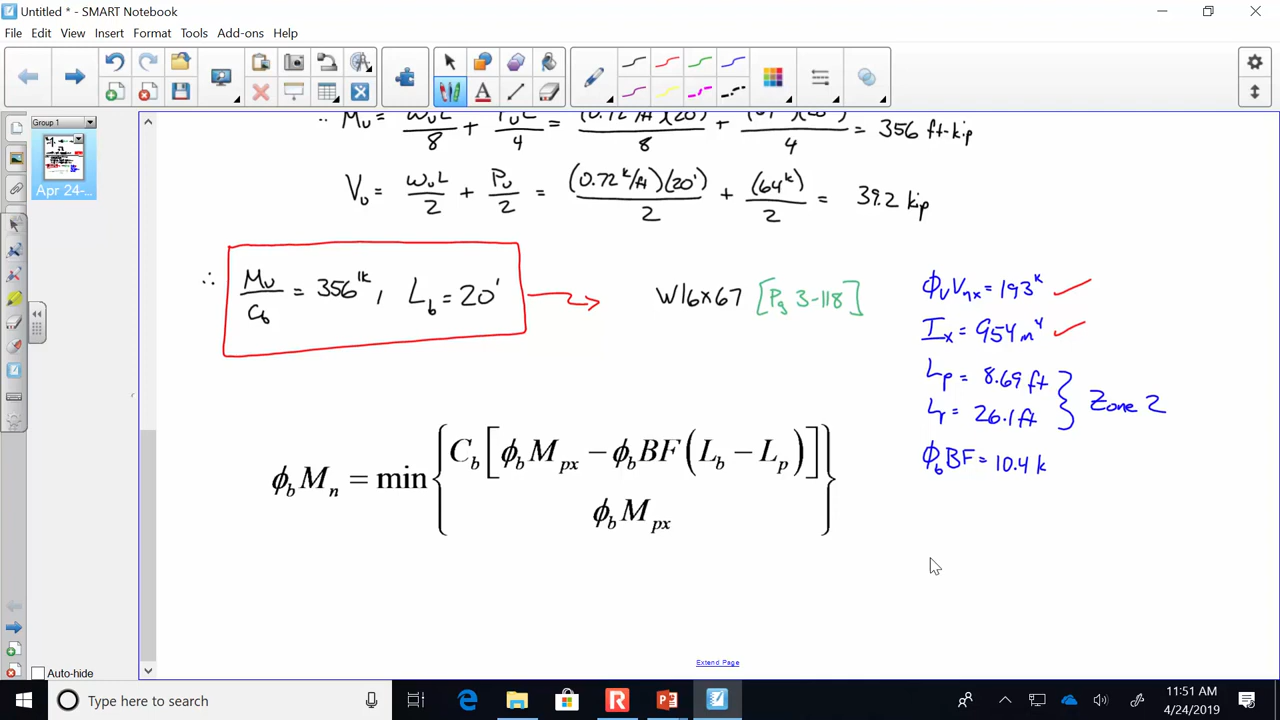 Untitled * - SMART Notebook
File Edit View Insert Format Tools Add-ons Help
Group 1
Apr 24-
∴ Mu = wuL/8 + PuL/4 = (0.72 k/ft)(20')/8 + (20')/4 = 356 ft-kip
Vu = wuL/2 + Pu/2 = (0.72 k/ft)(20')/2 + (64k)/2 = 39.2 kip
∴ Mu/Cb = 356 'k, Lb = 20'
W16x67 [Pg 3-118]
ϕvVnx = 193k
Ix = 954 in4
Lp = 8.69 ft
Lr = 26.1 ft
Zone 2
ϕbBF = 10.4 k
ϕbMn = min { Cb[ϕbMpx − ϕbBF(Lb − Lp)]
ϕbMpx }
Extend Page
Auto-hide
Type here to search
11:51 AM
4/24/2019